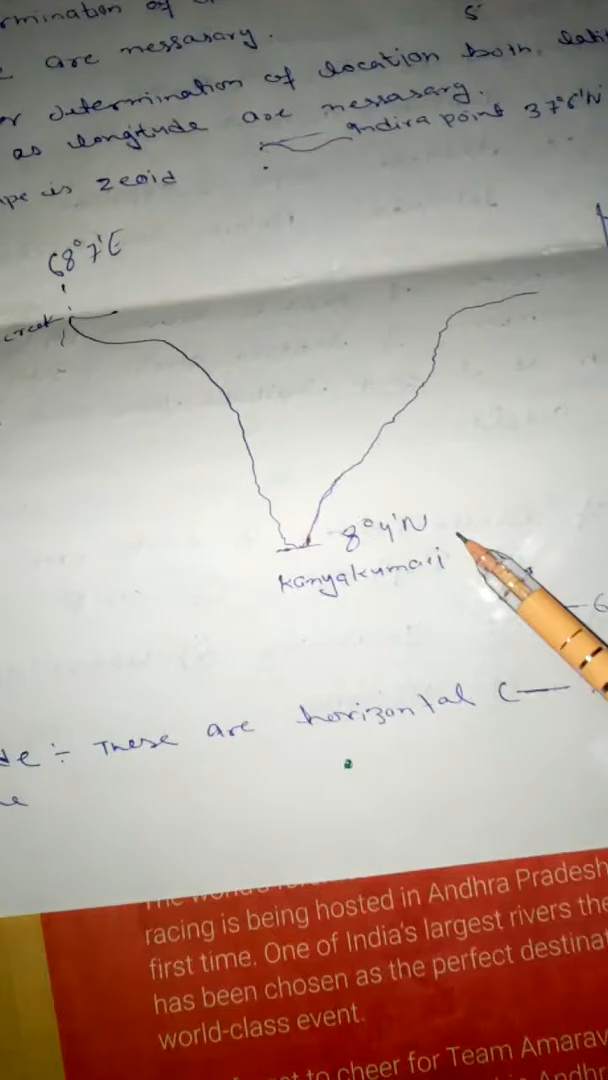 rmination of
5
are nessasary.
determination of location both lati
as longitude are nessasary.
andira point 37°6'N
pe is zeoid
68°7'E
creek
8°4'N
Kanyakumari
6
de ÷ These are horizontal (—
racing is being hosted in Andhra Pradesh
first time. One of India's largest rivers the
has been chosen as the perfect destinat
world-class event.
t to cheer for Team Amarav
Andhr